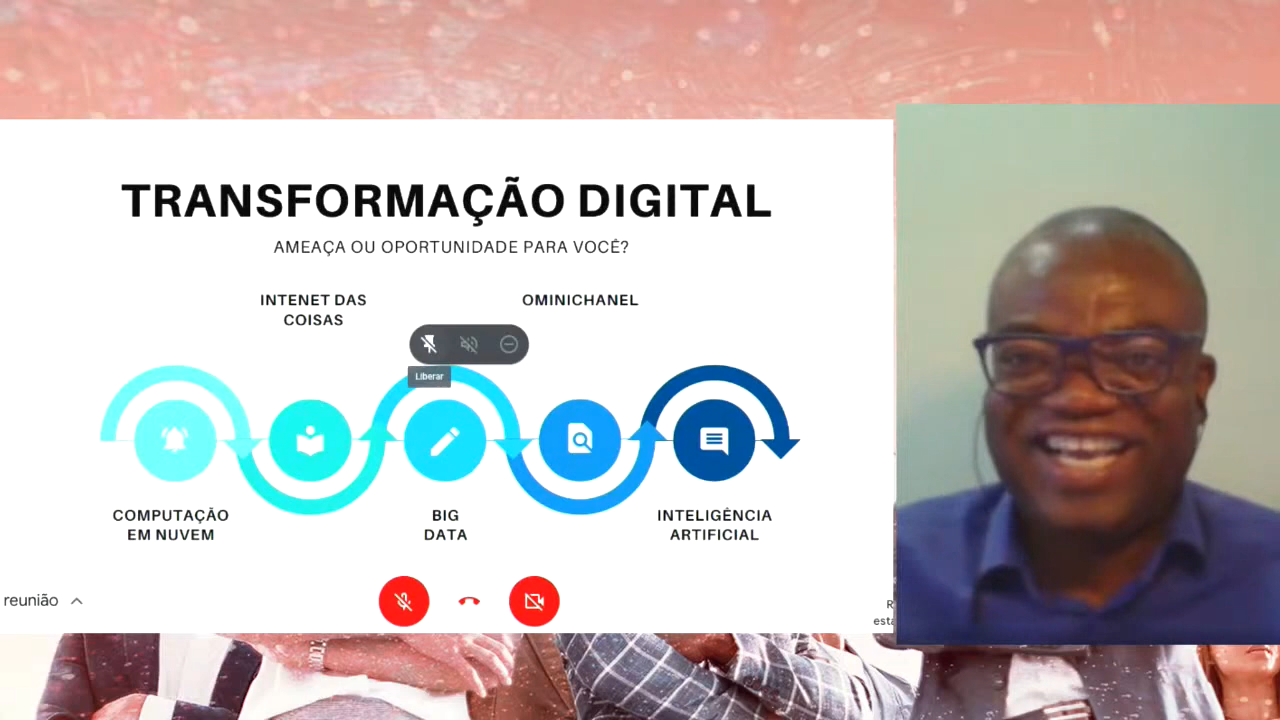 TRANSFORMAÇÃO DIGITAL
AMEAÇA OU OPORTUNIDADE PARA VOCÊ?
INTENET DAS
COISAS
OMINICHANEL
Liberar
COMPUTAÇÃO
EM NUVEM
BIG
DATA
INTELIGÊNCIA
ARTIFICIAL
reunião